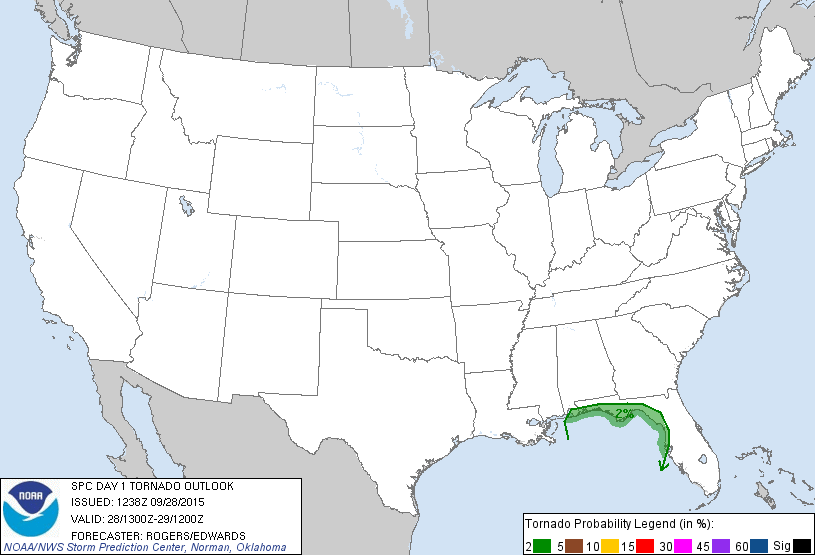 2%
SPC DAY 1 TORNADO OUTLOOK
ISSUED: 1238Z 09/28/2015
VALID: 28/1300Z-29/1200Z
FORECASTER: ROGERS/EDWARDS
NOAA/NWS Storm Prediction Center, Norman, Oklahoma
NOAA
Tornado Probability Legend (in %):
2 5 10 15 30 45 60 Sig